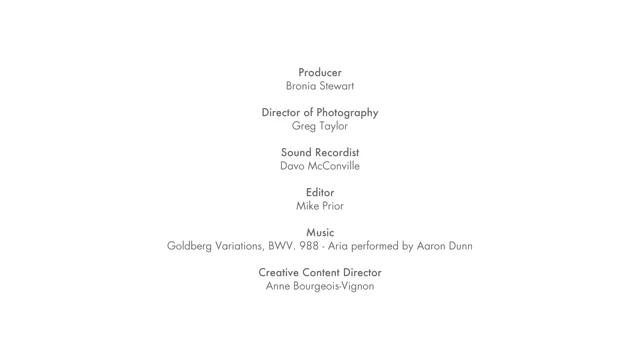 Producer
Bronia Stewart
Director of Photography
Greg Taylor
Sound Recordist
Davo McConville
Editor
Mike Prior
Music
Goldberg Variations, BWV. 988 - Aria performed by Aaron Dunn
Creative Content Director
Anne Bourgeois-Vignon